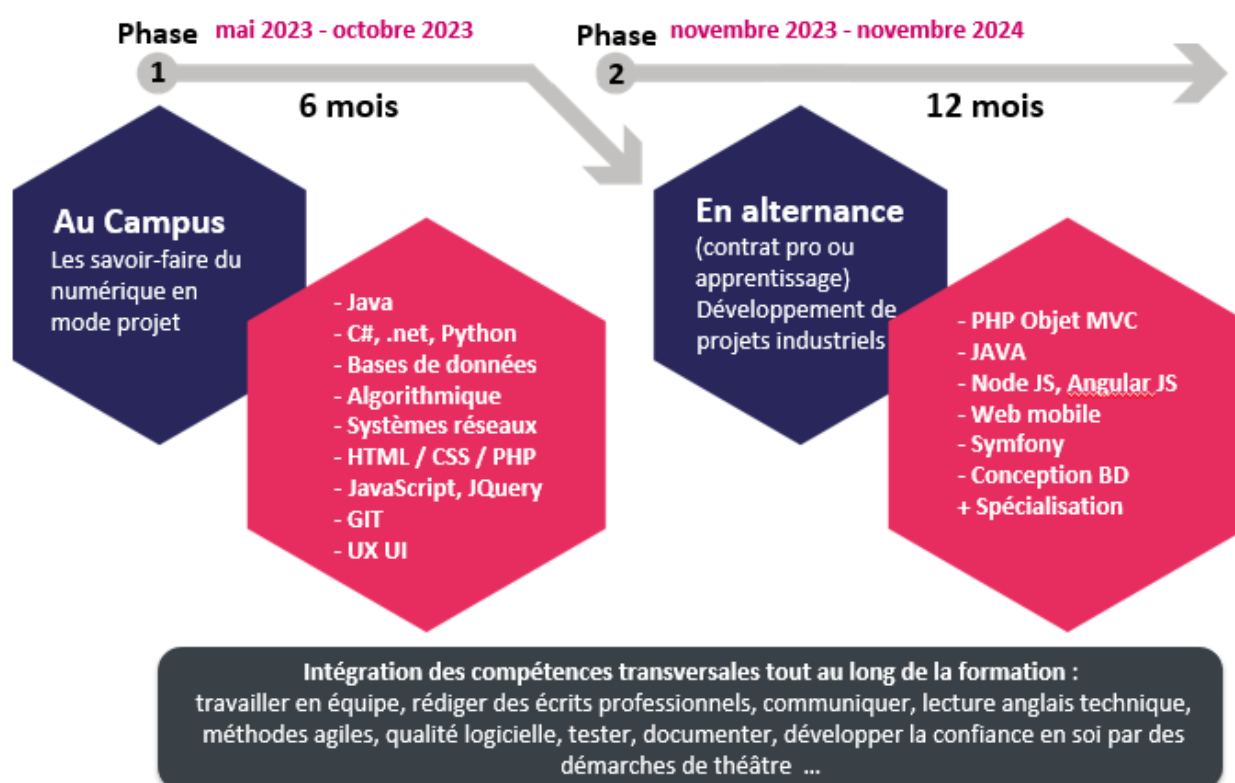 Phase mai 2023 - octobre 2023
1
6 mois
Phase novembre 2023 - novembre 2024
2
12 mois
Au Campus
Les savoir-faire du
numérique en
mode projet
- Java
- C#, .net, Python
- Bases de données
- Algorithmique
- Systèmes réseaux
- HTML / CSS / PHP
- JavaScript, JQuery
- GIT
- UX UI
En alternance
(contrat pro ou
apprentissage)
Développement de
projets industriels
- PHP Objet MVC
- JAVA
- Node JS, Angular JS
- Web mobile
- Symfony
- Conception BD
+ Spécialisation
Intégration des compétences transversales tout au long de la formation :
travailler en équipe, rédiger des écrits professionnels, communiquer, lecture anglais technique,
méthodes agiles, qualité logicielle, tester, documenter, développer la confiance en soi par des
démarches de théâtre ...